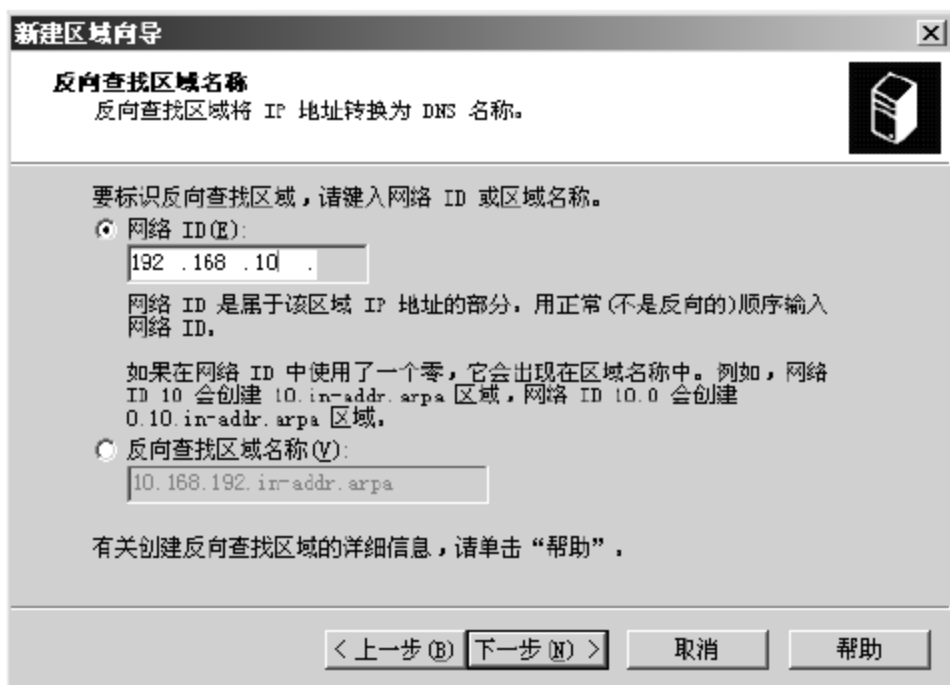 新建区域向导
反向查找区域名称
反向查找区域将 IP 地址转换为 DNS 名称。
要标识反向查找区域，请键入网络 ID 或区域名称。
网络 ID(E):
192 .168 .10 .
网络 ID 是属于该区域 IP 地址的部分。用正常(不是反向的)顺序输入
网络 ID。
如果在网络 ID 中使用了一个零，它会出现在区域名称中。例如，网络
ID 10 会创建 10.in-addr.arpa 区域，网络 ID 10.0 会创建
0.10.in-addr.arpa 区域。
反向查找区域名称(V):
10.168.192.in-addr.arpa
有关创建反向查找区域的详细信息，请单击“帮助”。
< 上一步(B) 下一步(N) > 取消 帮助